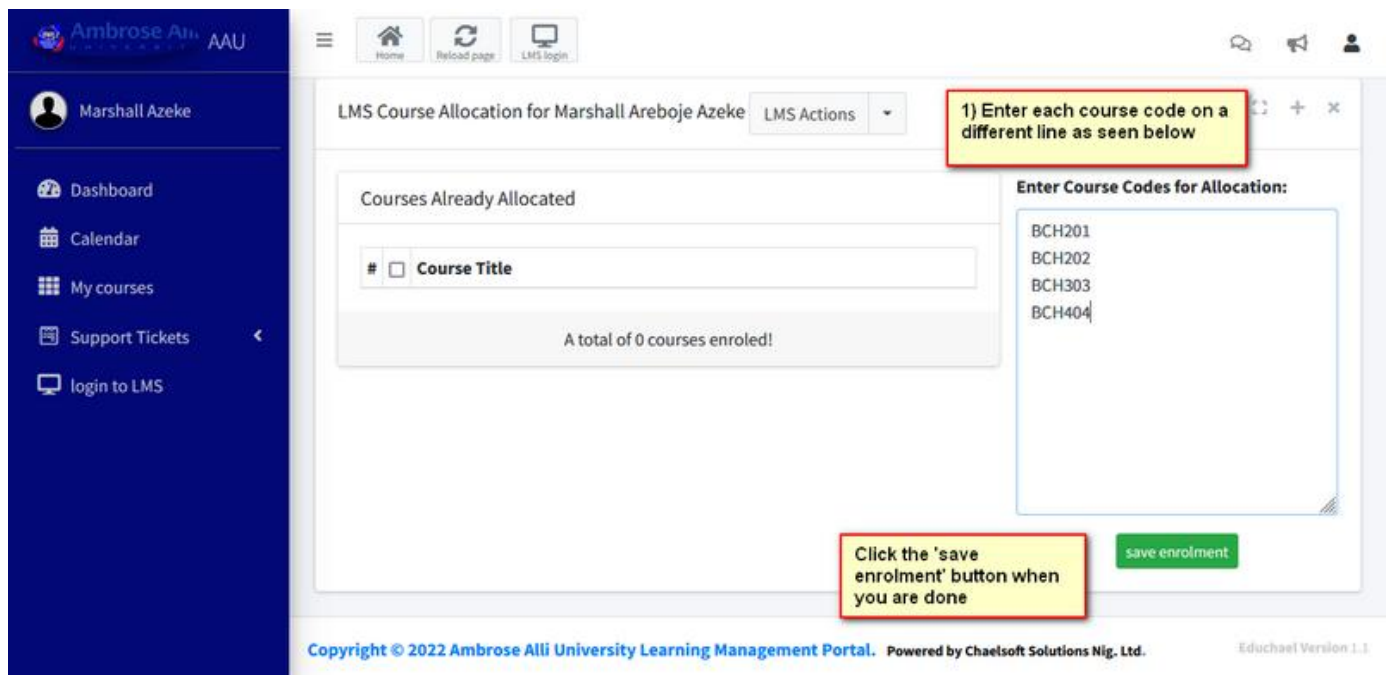 Ambrose Alli
UNIVERSITY
AAU
Home
Reload page
LMS login
Marshall Azeke
Dashboard
Calendar
My courses
Support Tickets
login to LMS
LMS Course Allocation for Marshall Areboje Azeke
LMS Actions
1) Enter each course code on a
different line as seen below
Courses Already Allocated
# Course Title
A total of 0 courses enroled!
Enter Course Codes for Allocation:
BCH201
BCH202
BCH303
BCH404
Click the 'save
enrolment' button when
you are done
save enrolment
Copyright © 2022 Ambrose Alli University Learning Management Portal. Powered by Chaelsoft Solutions Nig. Ltd.
Educhael Version 1.1